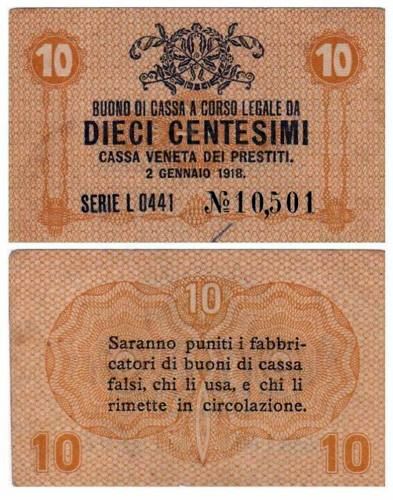 10 10
BUONO DI CASSA A CORSO LEGALE DA
DIECI CENTESIMI
CASSA VENETA DEI PRESTITI.
2 GENNAIO 1918.
SERIE L 0441 № 10,501
10
Saranno puniti i fabbri-
catori di buoni di cassa
falsi, chi li usa, e chi li
rimette in circolazione.
10 10